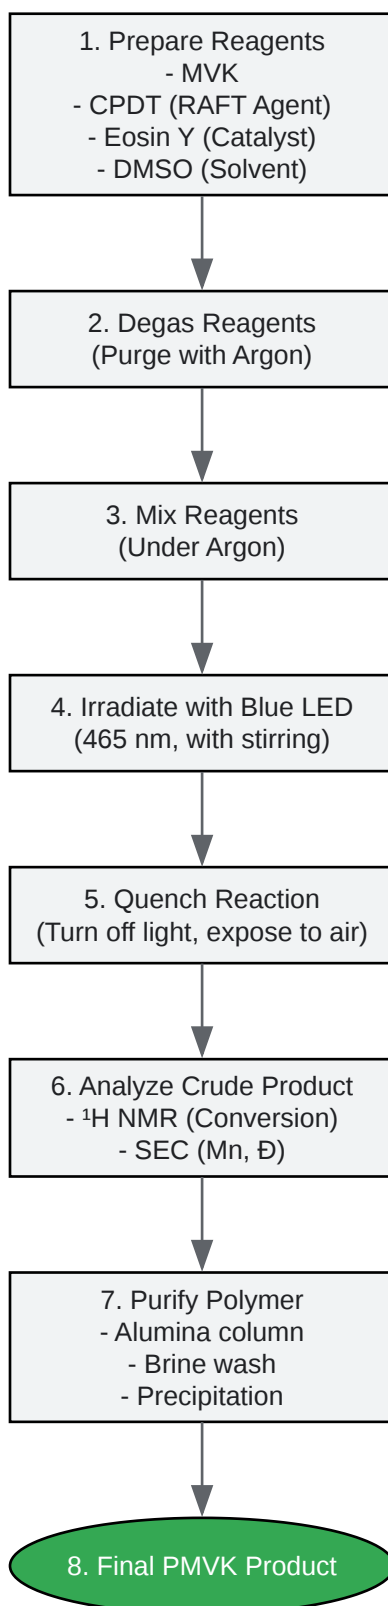 1. Prepare Reagents
- MVK
- CPDT (RAFT Agent)
- Eosin Y (Catalyst)
- DMSO (Solvent)
2. Degas Reagents
(Purge with Argon)
3. Mix Reagents
(Under Argon)
4. Irradiate with Blue LED
(465 nm, with stirring)
5. Quench Reaction
(Turn off light, expose to air)
6. Analyze Crude Product
- ¹H NMR (Conversion)
- SEC (Mn, Đ)
7. Purify Polymer
- Alumina column
- Brine wash
- Precipitation
8. Final PMVK Product